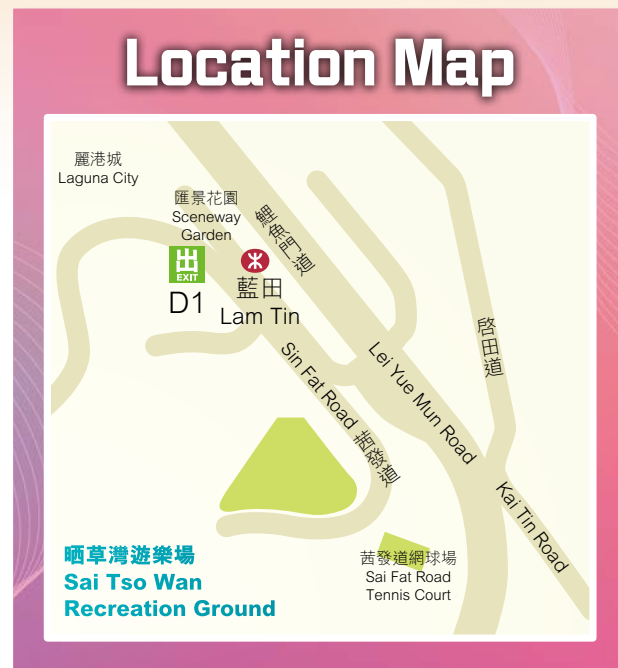 Location Map
麗港城
Laguna City
匯景花園
Sceneway
Garden
鯉魚門道
出
EXIT
D1
藍田
Lam Tin
啓田道
Sin Fat Road 茜發道
Lei Yue Mun Road
Kai Tin Road
晒草灣遊樂場
Sai Tso Wan
Recreation Ground
茜發道網球場
Sai Fat Road
Tennis Court